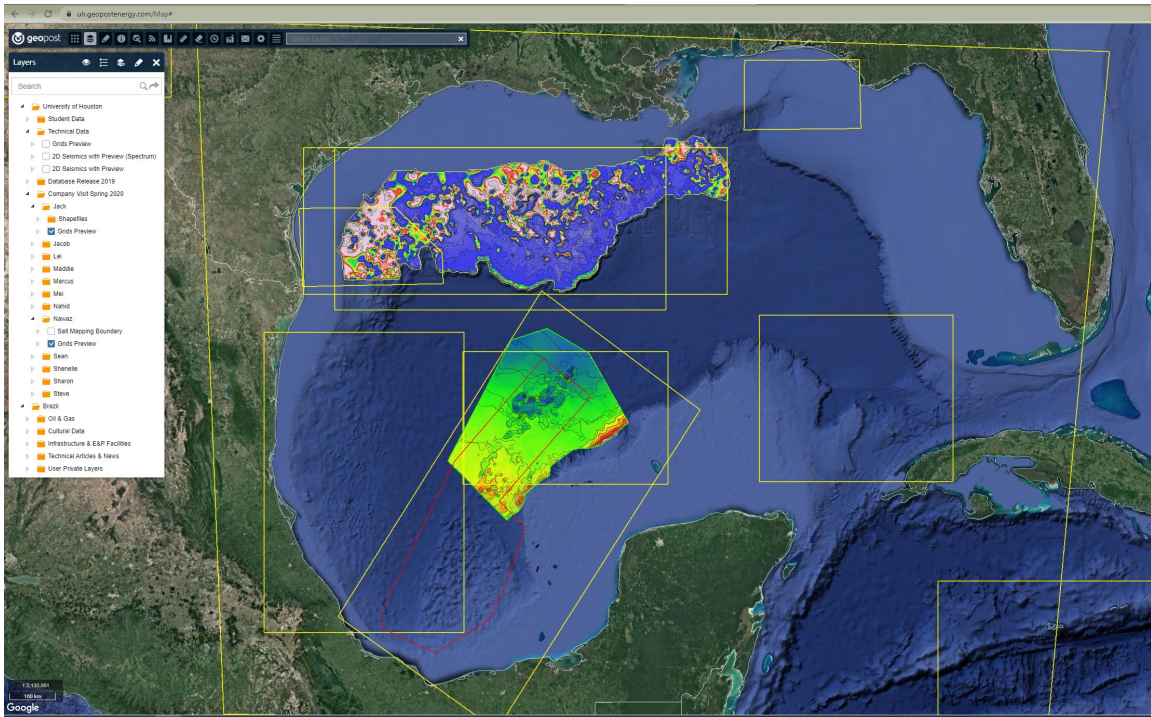 uh.geopostenergy.com/Map#
geopost
Quick Query
Layers
Search
University of Houston
Student Data
Technical Data
Grids Preview
2D Seismics with Preview (Spectrum)
2D Seismics with Preview
Database Release 2019
Company Visit Spring 2020
Jack
Shapefiles
Grids Preview
Jacob
Lei
Maddie
Marcus
Mei
Nahid
Nawaz
Salt Mapping Boundary
Grids Preview
Sean
Shenelle
Sharon
Steve
Brazil
Oil & Gas
Cultural Data
Infrastructure & E&P Facilities
Technical Articles & News
User Private Layers
100 km
Google